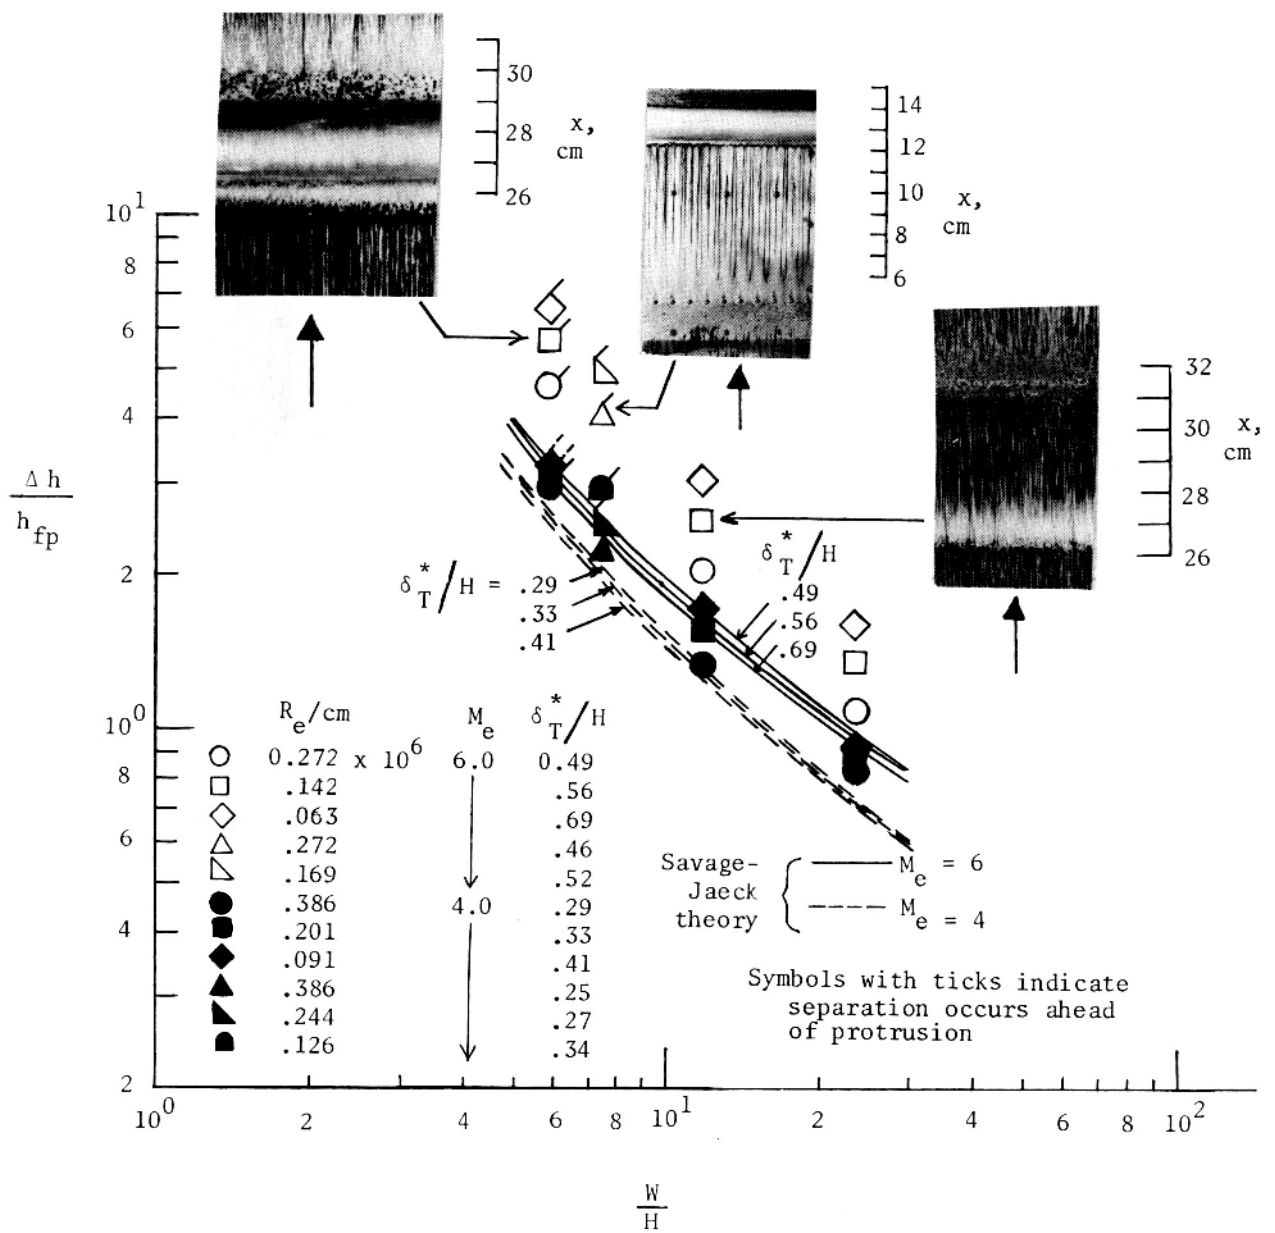 30
28
26
x,
cm
14
12
10
8
6
x,
cm
32
30
28
26
x,
cm
10^1
8
6
4
2
10^0
8
6
4
2
Δh
h_fp
δ*_T/H = .29
.33
.41
δ*_T/H
.49
.56
.69
R_e/cm M_e δ*_T/H
0.272 x 10^6 6.0 0.49
.142 .56
.063 .69
.272 .46
.169 .52
.386 4.0 .29
.201 .33
.091 .41
.386 .25
.244 .27
.126 .34
Savage-
Jaeck
theory
M_e = 6
M_e = 4
Symbols with ticks indicate
separation occurs ahead
of protrusion
10^0 2 4 6 8 10^1 2 4 6 8 10^2
W
H